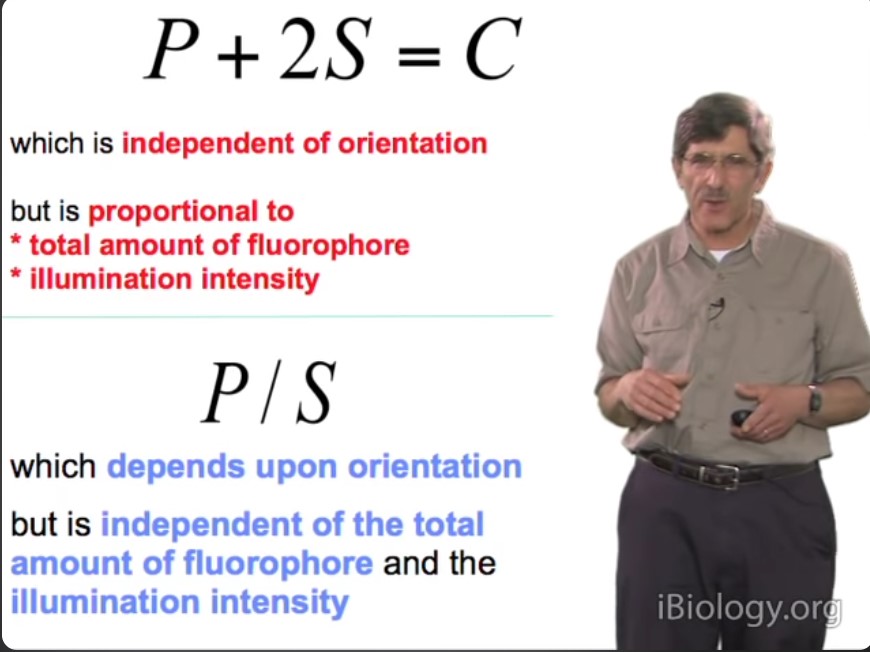 P + 2S = C
which is independent of orientation
but is proportional to
* total amount of fluorophore
* illumination intensity
P / S
which depends upon orientation
but is independent of the total
amount of fluorophore and the
illumination intensity
iBiology.org